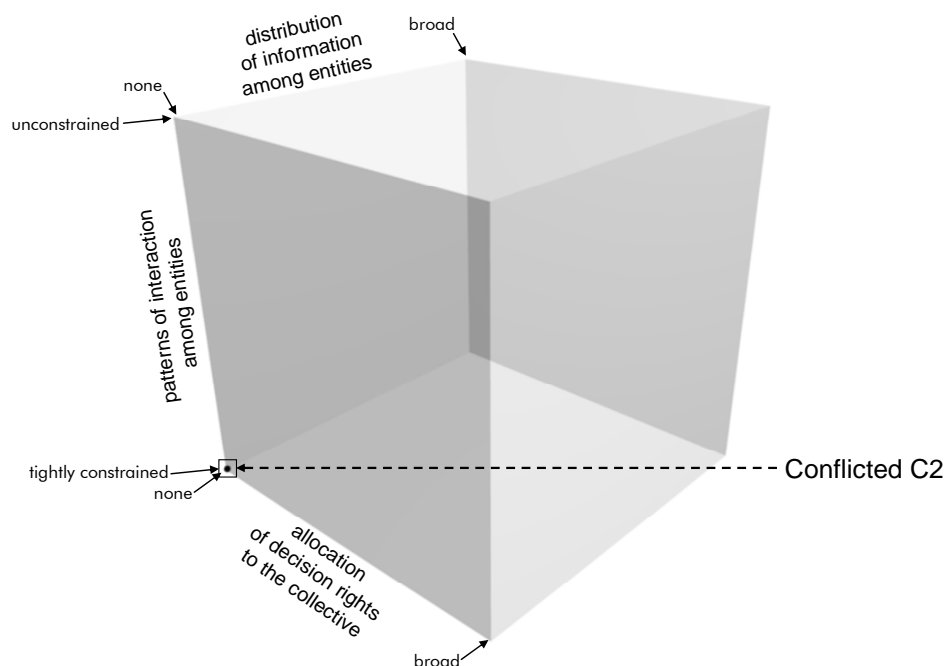 broad
distribution
of information
among entities
none
unconstrained
patterns of interaction
among entities
tightly constrained
none
Conflicted C2
allocation
of decision rights
to the collective
broad